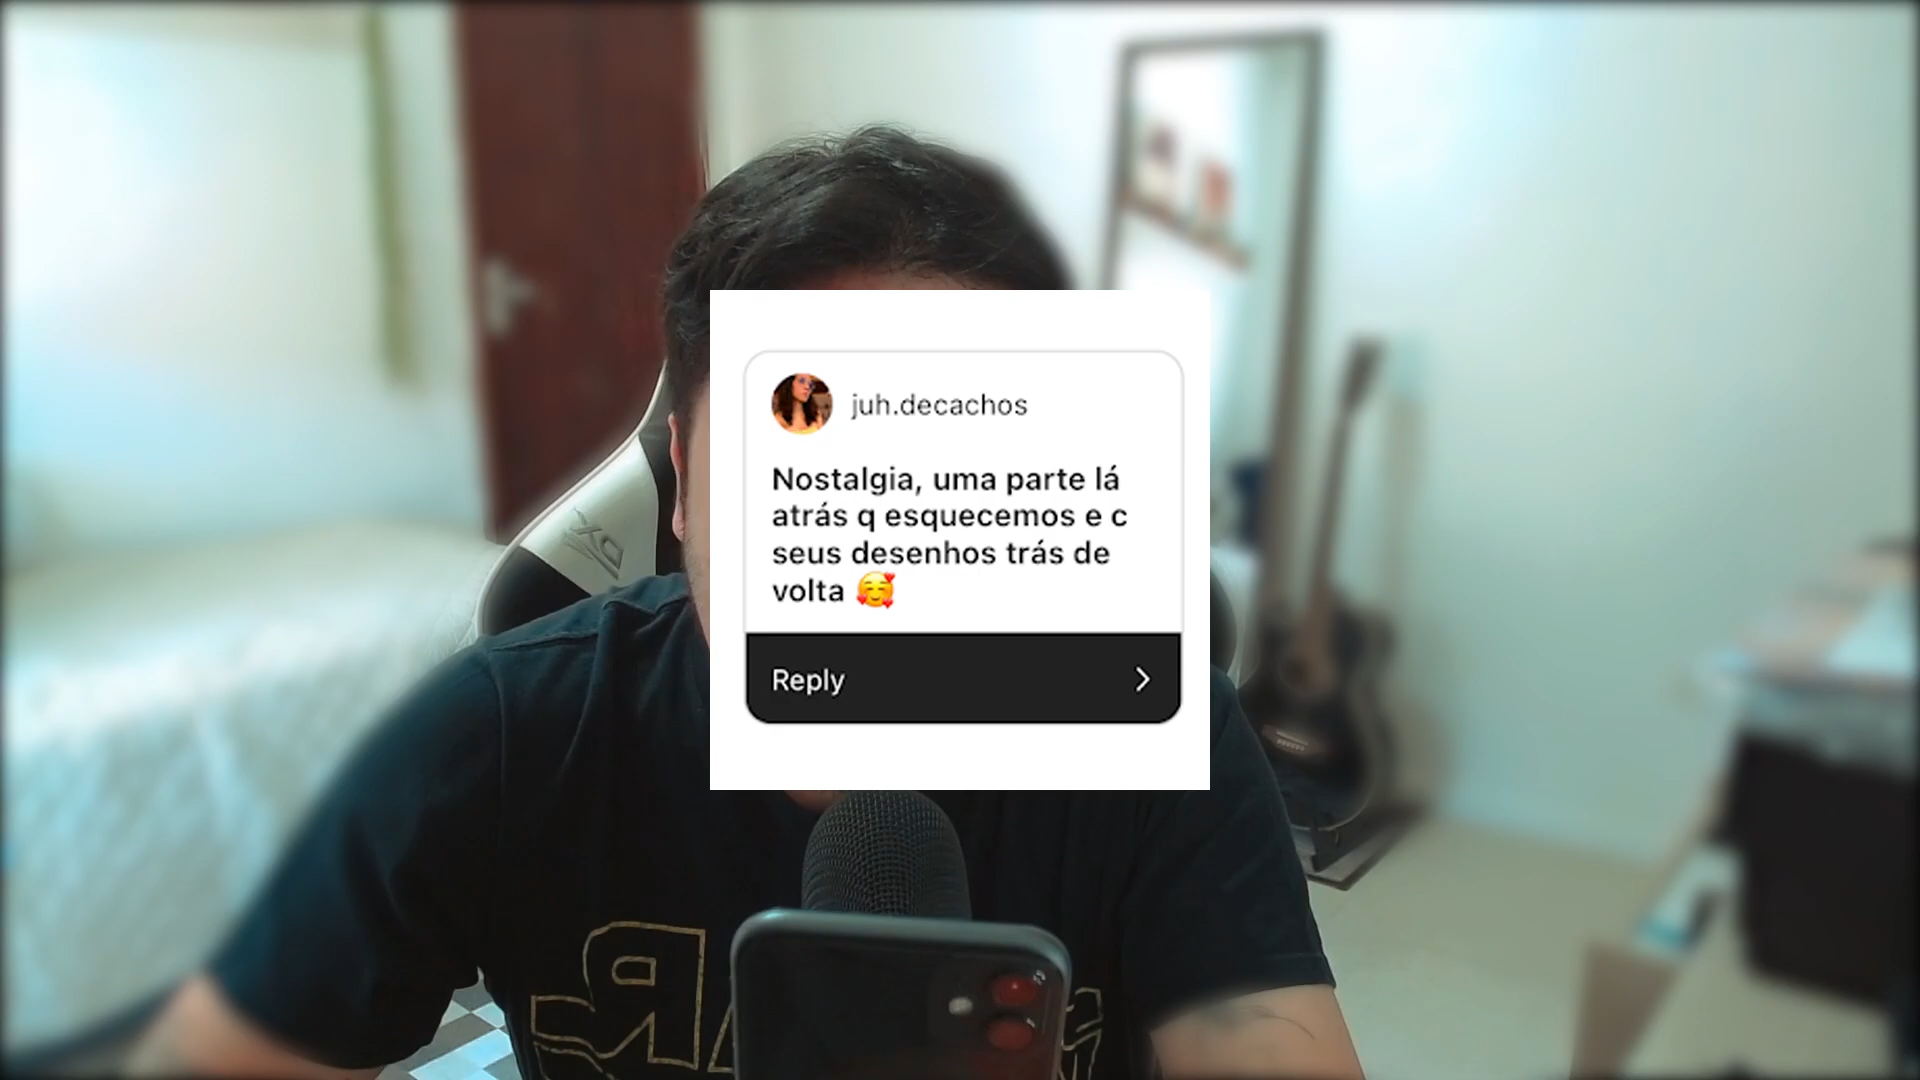 juh.decachos
Nostalgia, uma parte lá
atrás q esquecemos e c
seus desenhos trás de
volta 🥰
Reply